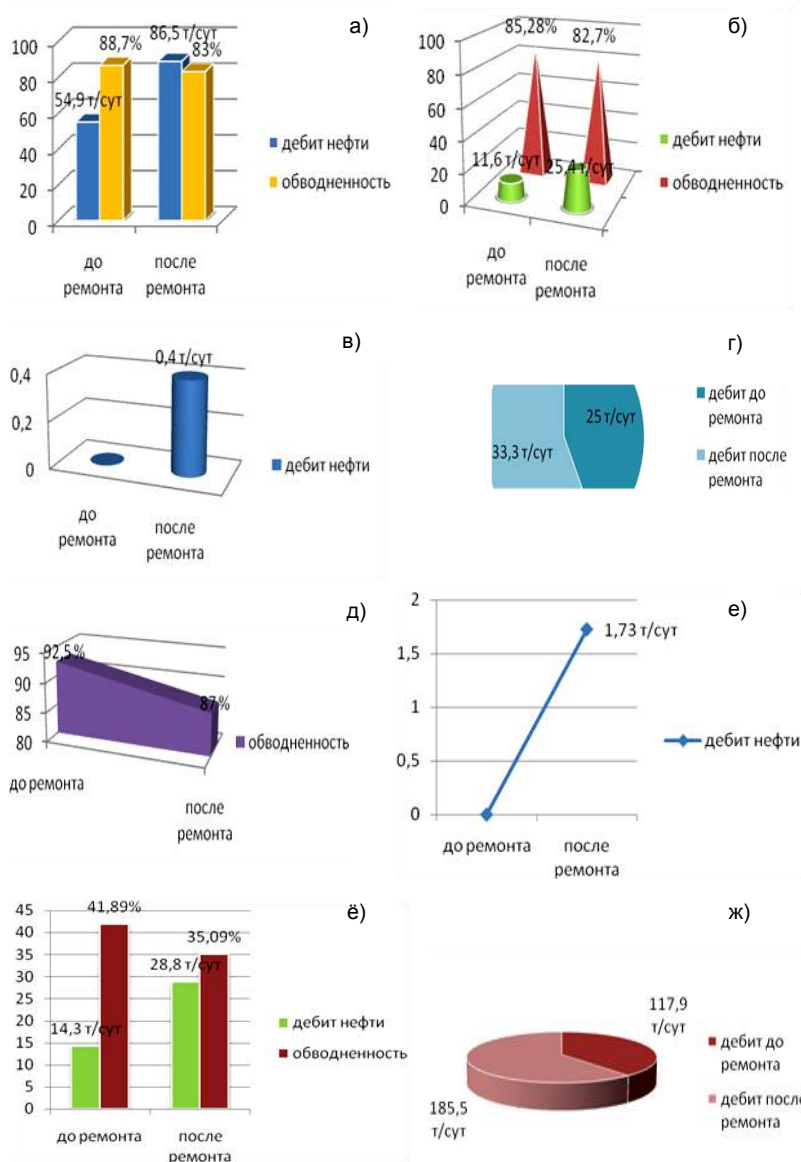 а)
86,5 т/сут
88,7%
83%
100
80
60
40
20
0
54,9 т/сут
дебит нефти
обводненность
до
ремонта
после
ремонта
б)
85,28%
82,7%
100
80
60
40
20
0
11,6 т/сут
25,4 т/сут
дебит нефти
обводненность
до
ремонта
после
ремонта
в)
0,4 т/сут
0,4
0,2
0
дебит нефти
до
ремонта
после
ремонта
г)
25 т/сут
33,3 т/сут
дебит до
ремонта
дебит после
ремонта
д)
95
90
85
80
92,5%
87%
обводненность
до ремонта
после
ремонта
е)
2
1,5
1
0,5
0
1,73 т/сут
дебит нефти
до ремонта
после
ремонта
ё)
45
40
35
30
25
20
15
10
5
0
41,89%
35,09%
28,8 т/сут
14,3 т/сут
дебит нефти
обводненность
до ремонта
после
ремонта
ж)
117,9
т/сут
185,5
т/сут
дебит до
ремонта
дебит после
ремонта